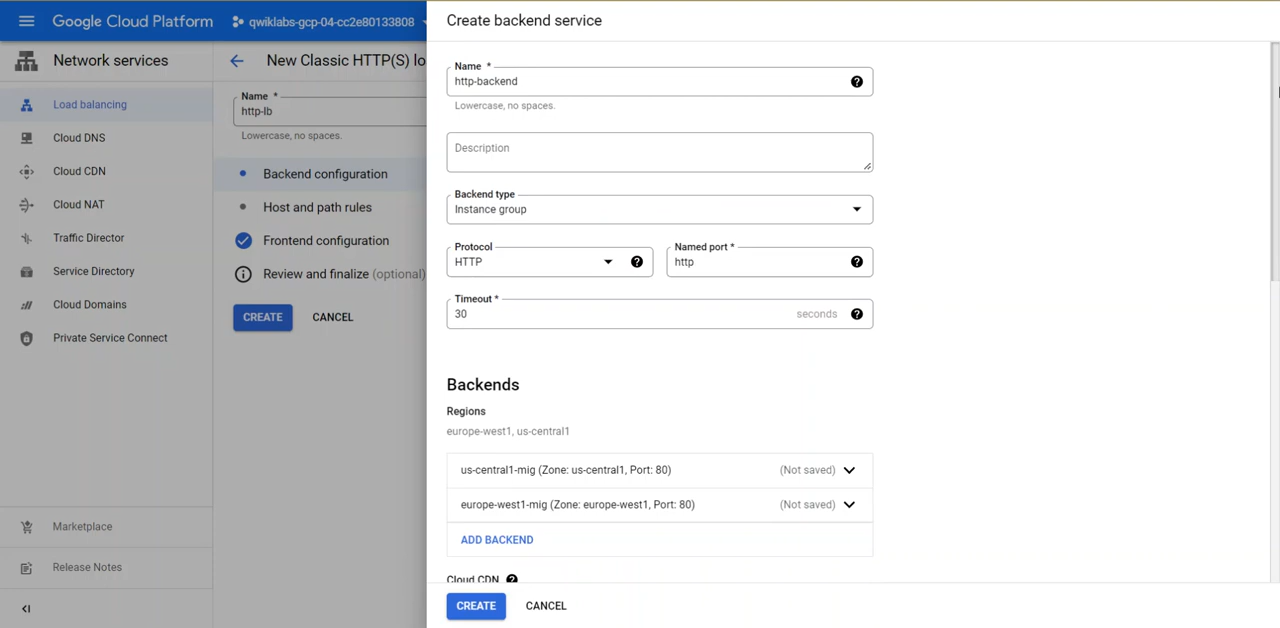 Google Cloud Platform
qwiklabs-gcp-04-cc2e80133808
Network services
Load balancing
Cloud DNS
Cloud CDN
Cloud NAT
Traffic Director
Service Directory
Cloud Domains
Private Service Connect
Marketplace
Release Notes
New Classic HTTP(S) lo
Name *
http-lb
Lowercase, no spaces.
Backend configuration
Host and path rules
Frontend configuration
Review and finalize (optional)
CREATE CANCEL
Create backend service
Name *
http-backend
Lowercase, no spaces.
Description
Backend type
Instance group
Protocol
HTTP
Named port *
http
Timeout *
30 seconds
Backends
Regions
europe-west1, us-central1
us-central1-mig (Zone: us-central1, Port: 80) (Not saved)
europe-west1-mig (Zone: europe-west1, Port: 80) (Not saved)
ADD BACKEND
Cloud CDN
CREATE CANCEL